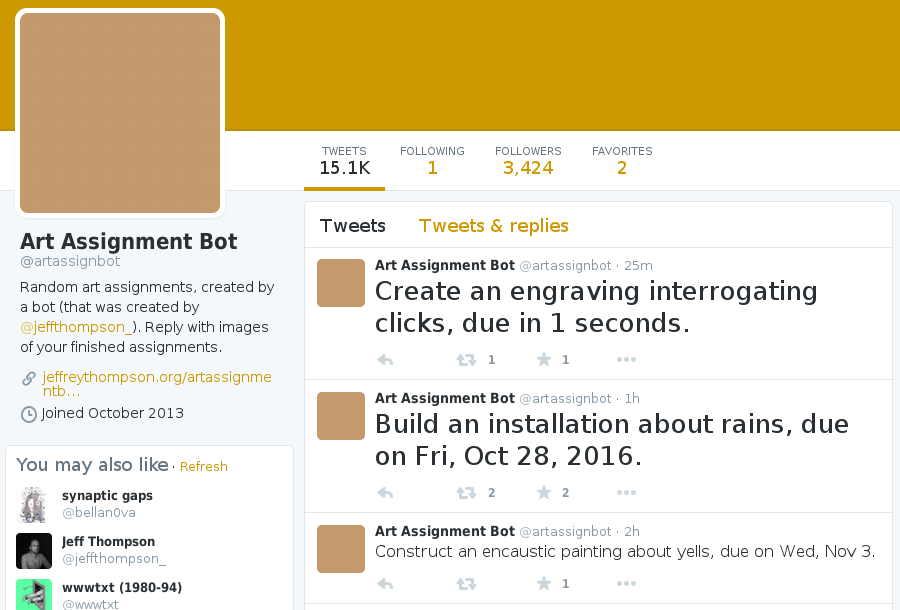 TWEETS FOLLOWING FOLLOWERS FAVORITES
15.1K 1 3,424 2
Art Assignment Bot
@artassignbot
Random art assignments, created by
a bot (that was created by
@jeffthompson_). Reply with images
of your finished assignments.
jeffreythompson.org/artassignme
ntb…
Joined October 2013
You may also like · Refresh
synaptic gaps
@bellan0va
Jeff Thompson
@jeffthompson_
wwwtxt (1980-94)
@wwwtxt
Tweets Tweets & replies
Art Assignment Bot @artassignbot · 25m
Create an engraving interrogating
clicks, due in 1 seconds.
1 1
Art Assignment Bot @artassignbot · 1h
Build an installation about rains, due
on Fri, Oct 28, 2016.
2 2
Art Assignment Bot @artassignbot · 2h
Construct an encaustic painting about yells, due on Wed, Nov 3.
1